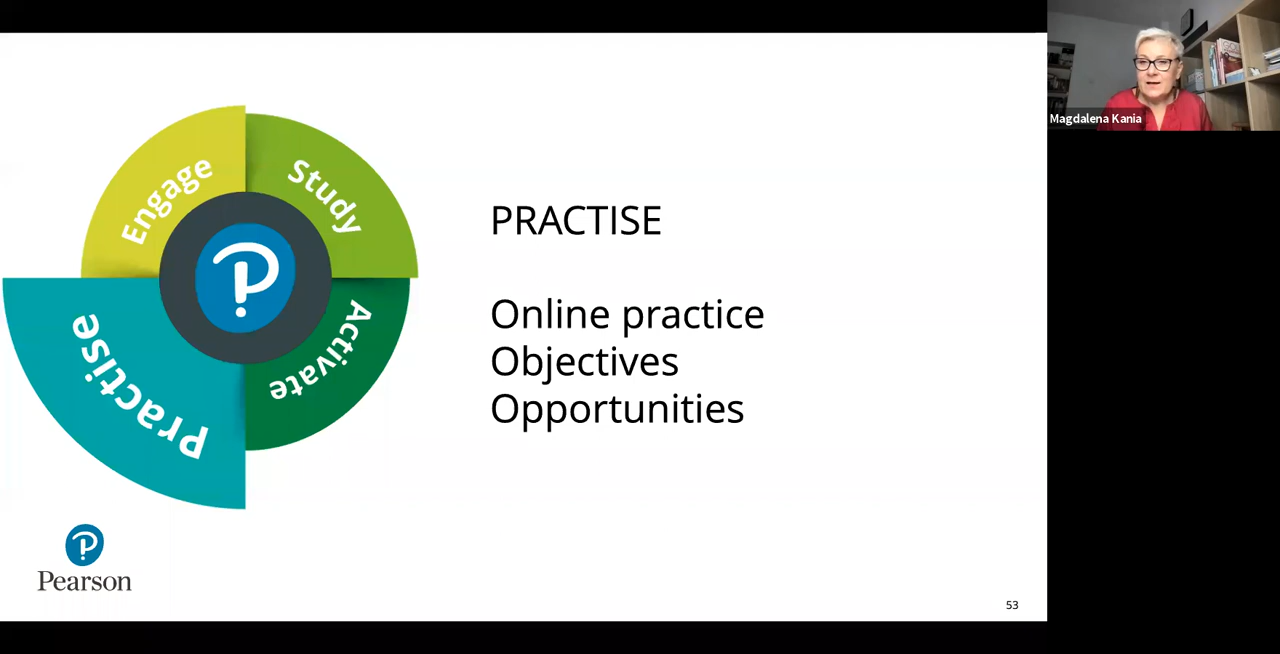 Engage
Study
Activate
Practise
PRACTISE
Online practice
Objectives
Opportunities
Pearson
53
Magdalena Kania